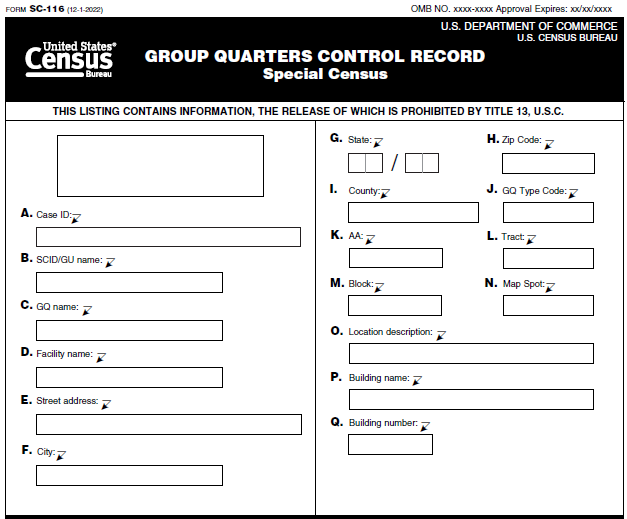 FORM SC-116 (12-1-2022)
OMB NO. xxxx-xxxx Approval Expires: xx/xx/xxxx
U.S. DEPARTMENT OF COMMERCE
U.S. CENSUS BUREAU
United States®
Census
Bureau
GROUP QUARTERS CONTROL RECORD
Special Census
THIS LISTING CONTAINS INFORMATION, THE RELEASE OF WHICH IS PROHIBITED BY TITLE 13, U.S.C.
A. Case ID:
B. SCID/GU name:
C. GQ name:
D. Facility name:
E. Street address:
F. City:
G. State:
/
H. Zip Code:
I. County:
J. GQ Type Code:
K. AA:
L. Tract:
M. Block:
N. Map Spot:
O. Location description:
P. Building name:
Q. Building number: